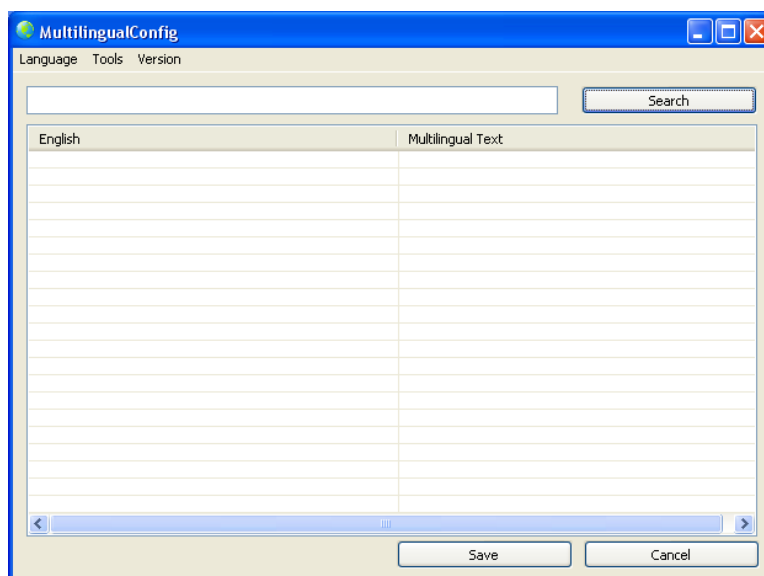 MultilingualConfig
Language Tools Version
Search
English Multilingual Text
Save Cancel